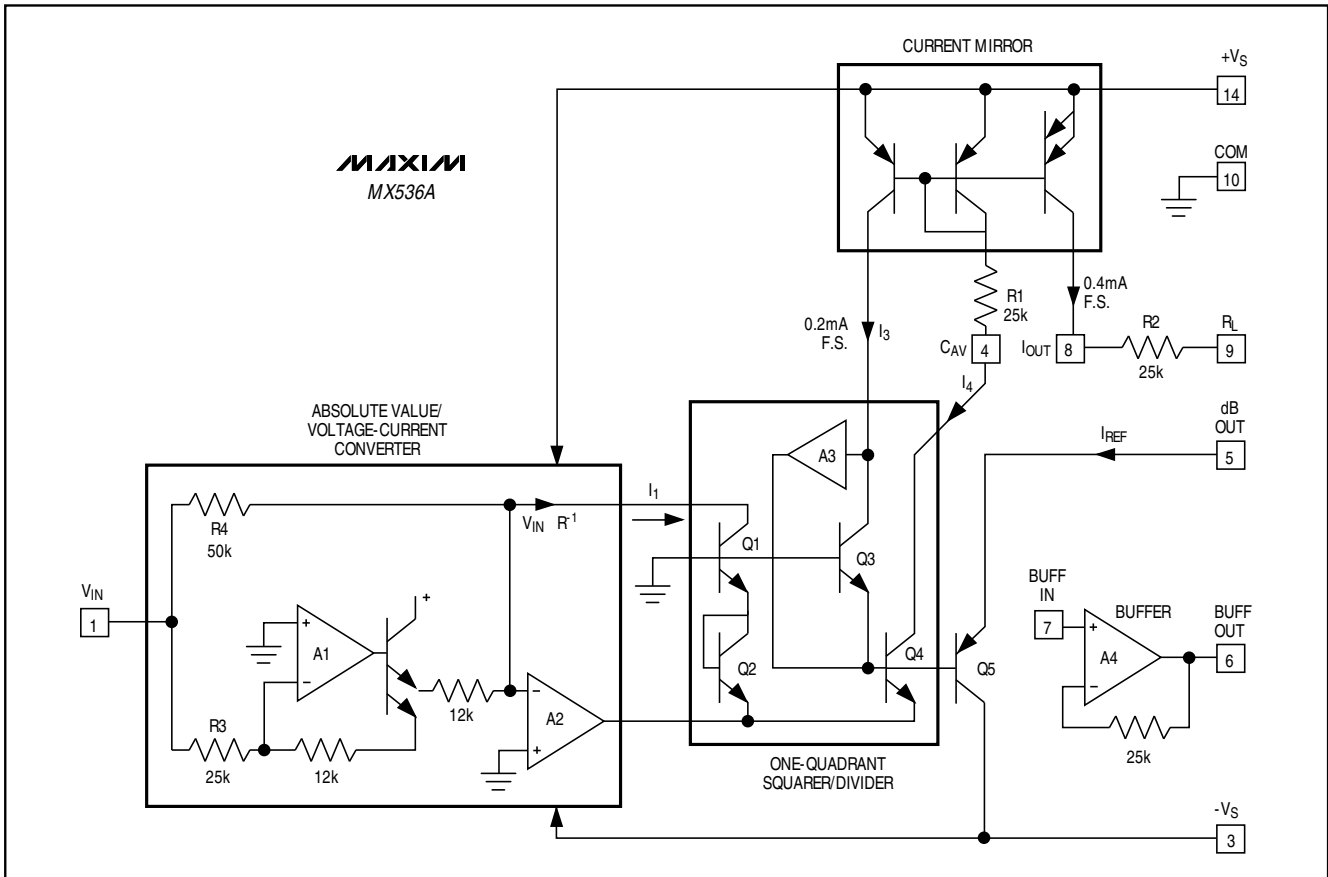 CURRENT MIRROR
+VS
14
MAXIM
MX536A
COM
10
R1
25k
0.4mA
F.S.
0.2mA
F.S.
I3
CAV
4
IOUT
8
R2
25k
RL
9
I4
ABSOLUTE VALUE/
VOLTAGE-CURRENT
CONVERTER
dB
OUT
5
IREF
A3
R4
50k
VIN R-1
I1
Q1
Q3
VIN
1
+
+
A1
−
12k
−
A2
+
R3
25k
12k
Q2
Q4
Q5
BUFF
IN
7
BUFFER
+
A4
−
BUFF
OUT
6
25k
ONE-QUADRANT
SQUARER/DIVIDER
-VS
3